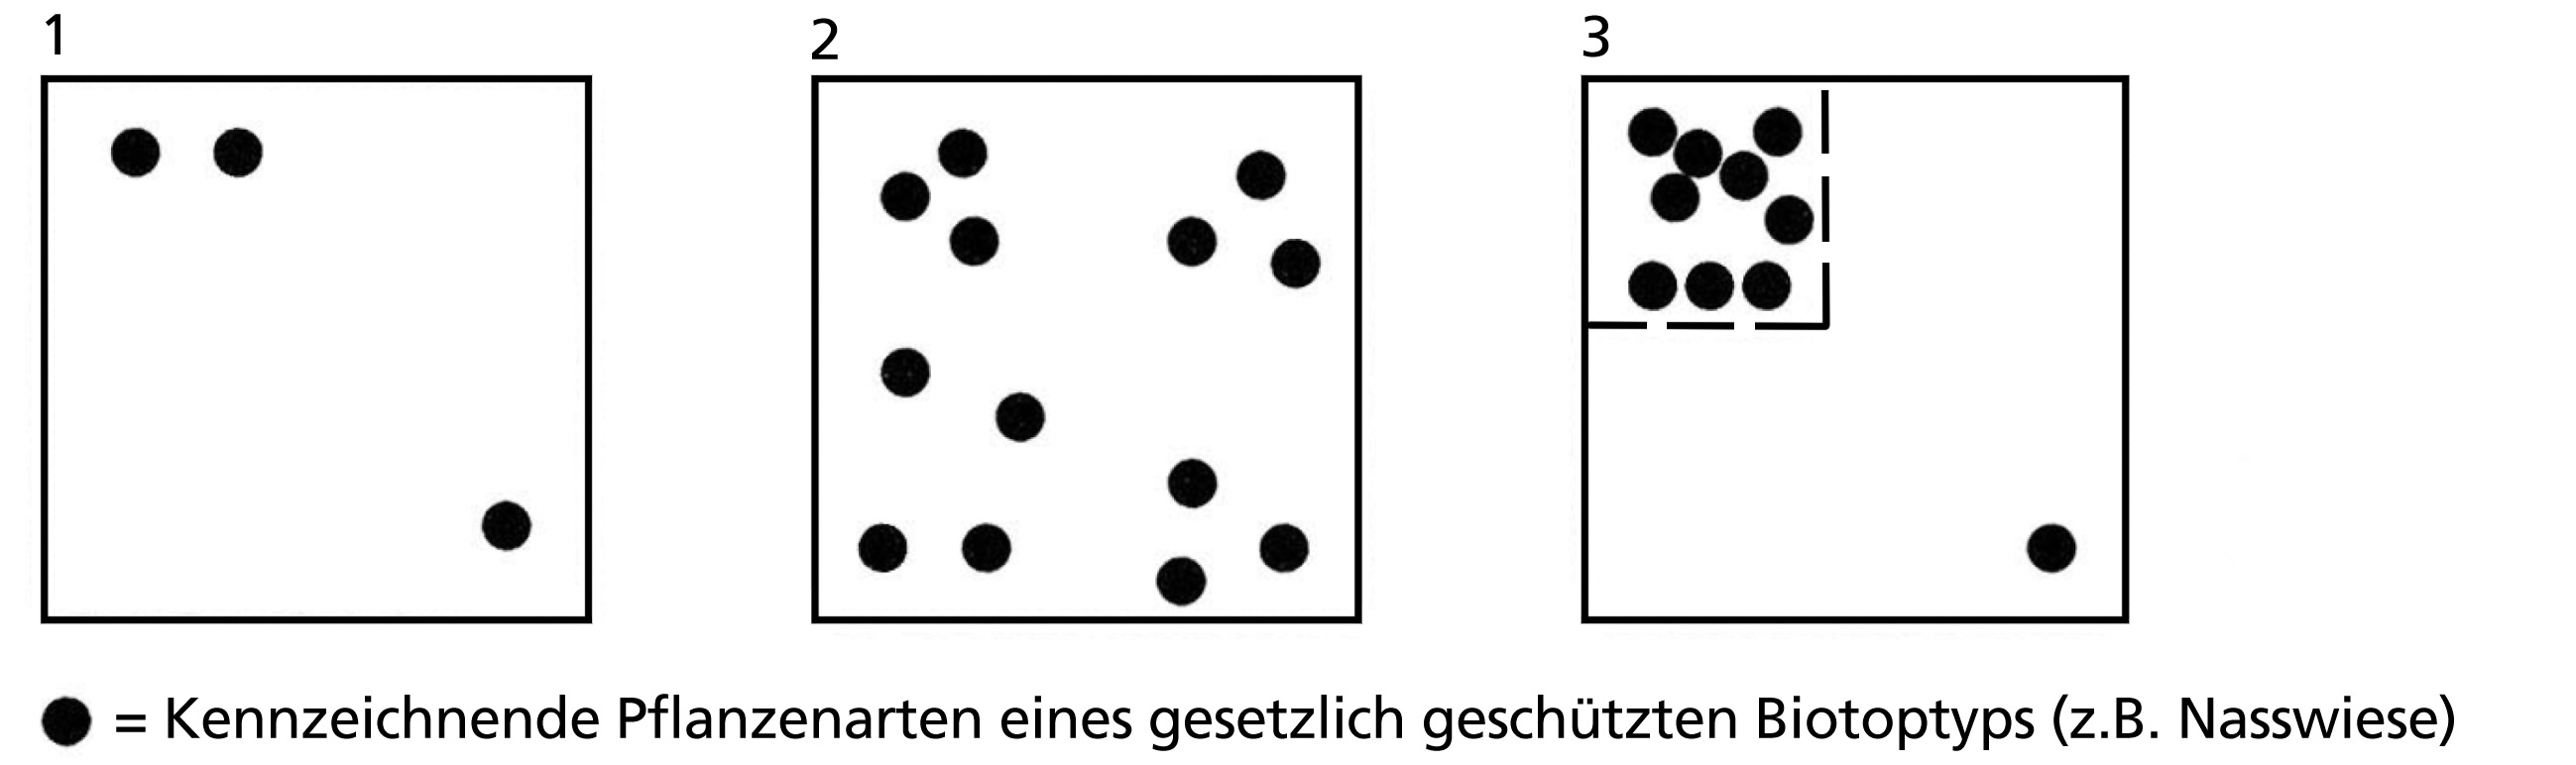 1
2
3
= Kennzeichnende Pflanzenarten eines gesetzlich geschützten Biotoptyps (z.B. Nasswiese)